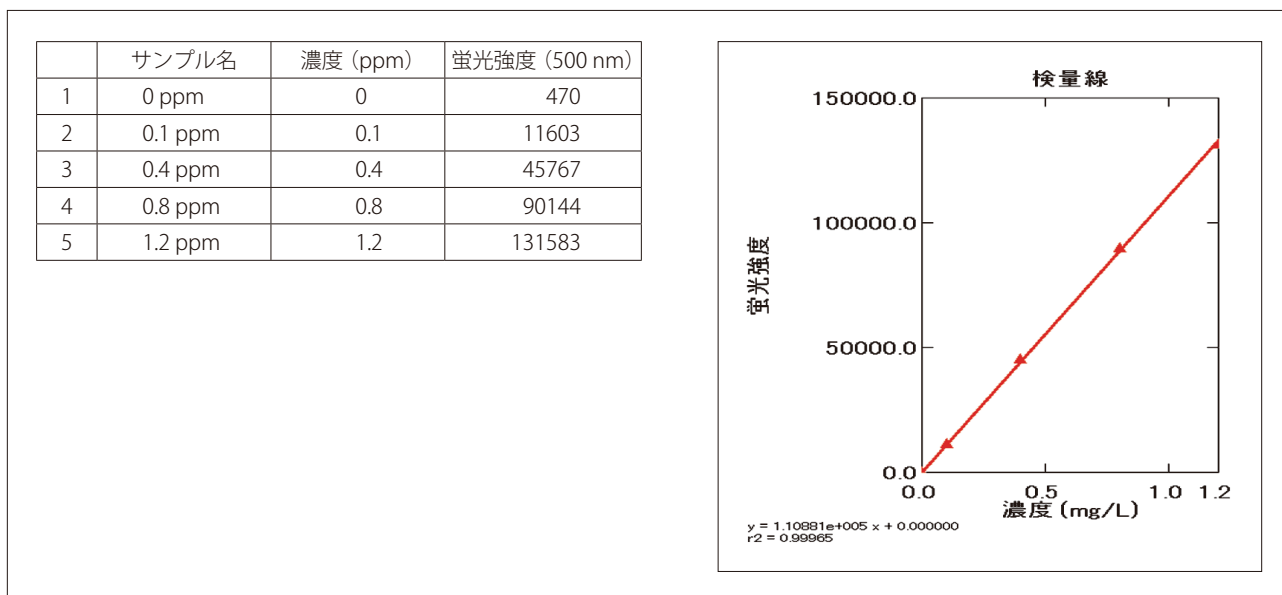 サンプル名 濃度（ppm） 蛍光強度（500 nm）
1 0 ppm 0 470
2 0.1 ppm 0.1 11603
3 0.4 ppm 0.4 45767
4 0.8 ppm 0.8 90144
5 1.2 ppm 1.2 131583
検量線
150000.0
100000.0
50000.0
0.0
蛍光強度
0.0 0.5 1.0 1.2
濃度 (mg/L)
y = 1.10881e+005 x + 0.000000
r2 = 0.99965